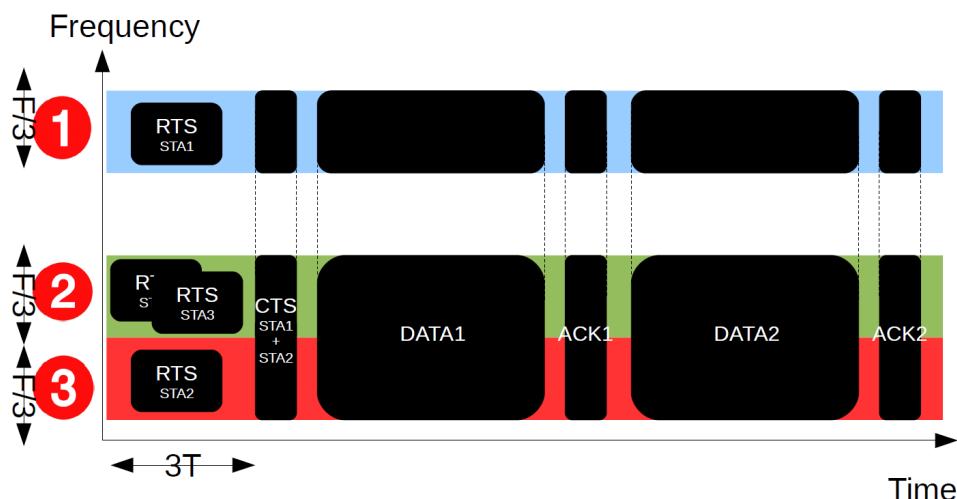 Frequency
F/3
1
RTS
STA1
F/3
2
RTS
STA3
CTS
STA1
+
STA2
DATA1
ACK1
DATA2
ACK2
F/3
3
RTS
STA2
3T
Time